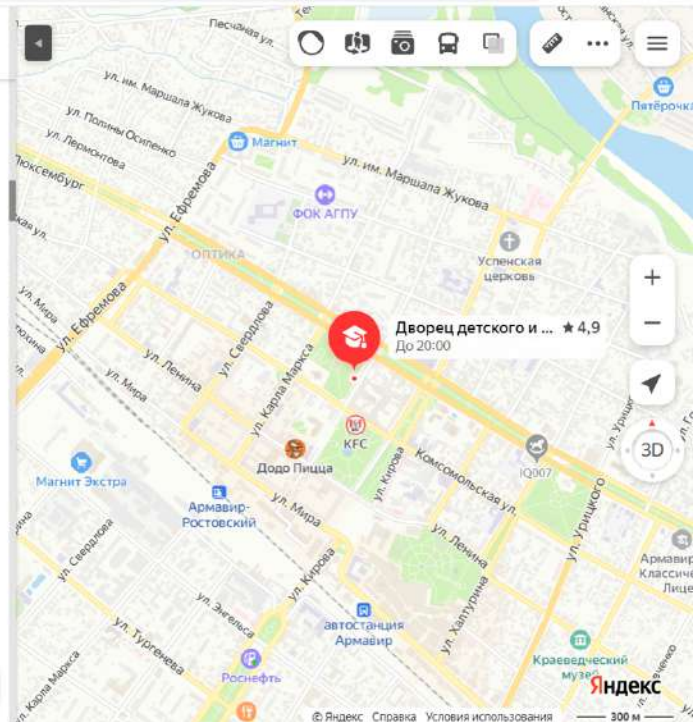 Песчаная ул.
ул. им. Маршала Жукова
ул. Полины Осипенко
ул. Лермонтова
Люксембург
Магнит
Пятёрочка
ул. им. Маршала Жукова
ФОК АГПУ
ул. Ефремова
ОПТИКА
Успенская
церковь
ул. Мира
ул. Ефремова
ул. Свердлова
Дворец детского и ... ★ 4,9
До 20:00
ул. Ленина
ул. Карла Маркса
ул. Мира
KFC
Додо Пицца
ул. Кирова
Комсомольская ул.
IQ007
3D
Магнит Экстра
Армавир-
Ростовский
ул. Мира
ул. Ленина
ул. Урицкого
ул. Свердлова
ул. Кирова
Армавир
Классиче
Лице
ул. Энгельса
автостанция
Армавир
ул. Халтурина
ул. Тургенева
Роснефть
Краеведческий
музей
ул. Карла Маркса
Яндекс
© Яндекс Справка Условия использования 300 м